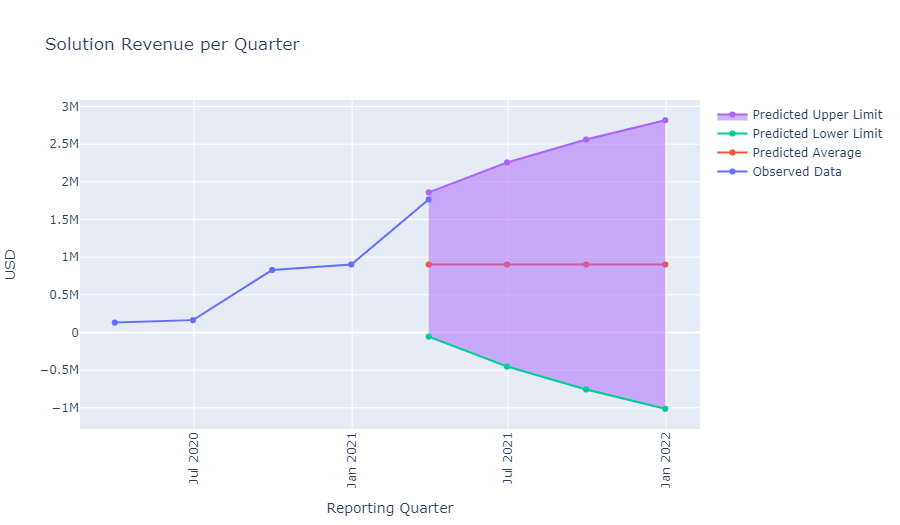 Solution Revenue per Quarter
3M
2.5M
2M
1.5M
1M
0.5M
0
−0.5M
−1M
USD
Jul 2020
Jan 2021
Jul 2021
Jan 2022
Reporting Quarter
Predicted Upper Limit
Predicted Lower Limit
Predicted Average
Observed Data